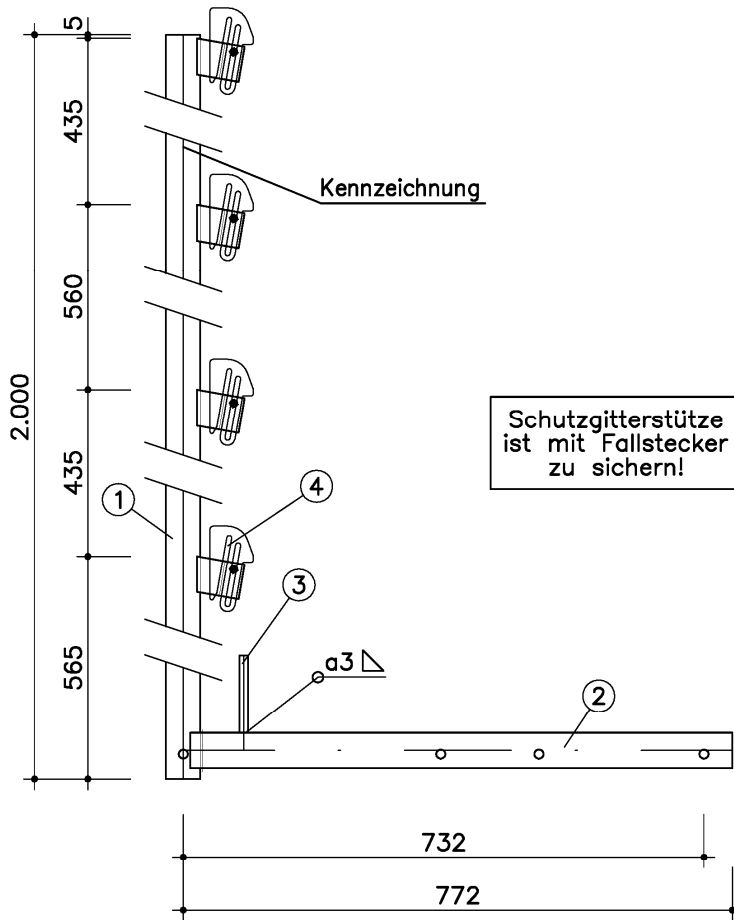 5
435
Kennzeichnung
560
2.000
Schutzgitterstütze
ist mit Fallstecker
zu sichern!
435
1
4
3
565
a3
2
732
772